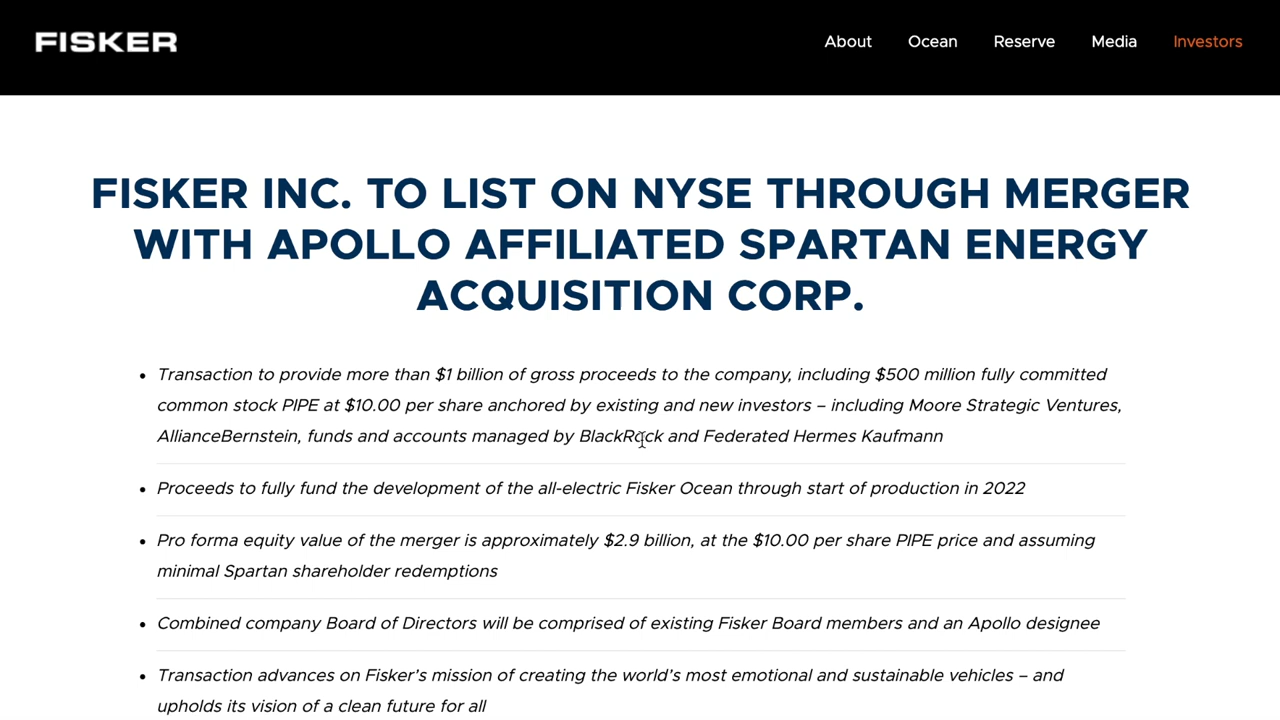 FISKER
About Ocean Reserve Media Investors
FISKER INC. TO LIST ON NYSE THROUGH MERGER
WITH APOLLO AFFILIATED SPARTAN ENERGY
ACQUISITION CORP.
• Transaction to provide more than $1 billion of gross proceeds to the company, including $500 million fully committed
common stock PIPE at $10.00 per share anchored by existing and new investors – including Moore Strategic Ventures,
AllianceBernstein, funds and accounts managed by BlackRock and Federated Hermes Kaufmann
• Proceeds to fully fund the development of the all-electric Fisker Ocean through start of production in 2022
• Pro forma equity value of the merger is approximately $2.9 billion, at the $10.00 per share PIPE price and assuming
minimal Spartan shareholder redemptions
• Combined company Board of Directors will be comprised of existing Fisker Board members and an Apollo designee
• Transaction advances on Fisker’s mission of creating the world’s most emotional and sustainable vehicles – and
upholds its vision of a clean future for all